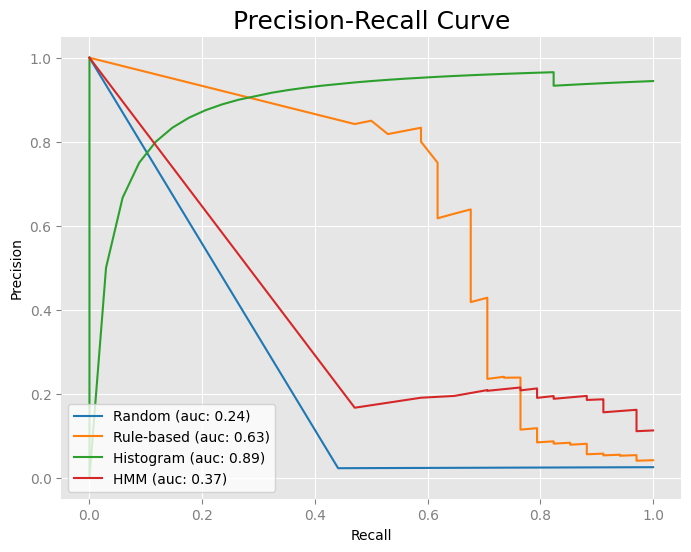 Precision-Recall Curve
Precision
1.0
0.8
0.6
0.4
0.2
0.0
Random (auc: 0.24)
Rule-based (auc: 0.63)
Histogram (auc: 0.89)
HMM (auc: 0.37)
0.0 0.2 0.4 0.6 0.8 1.0
Recall